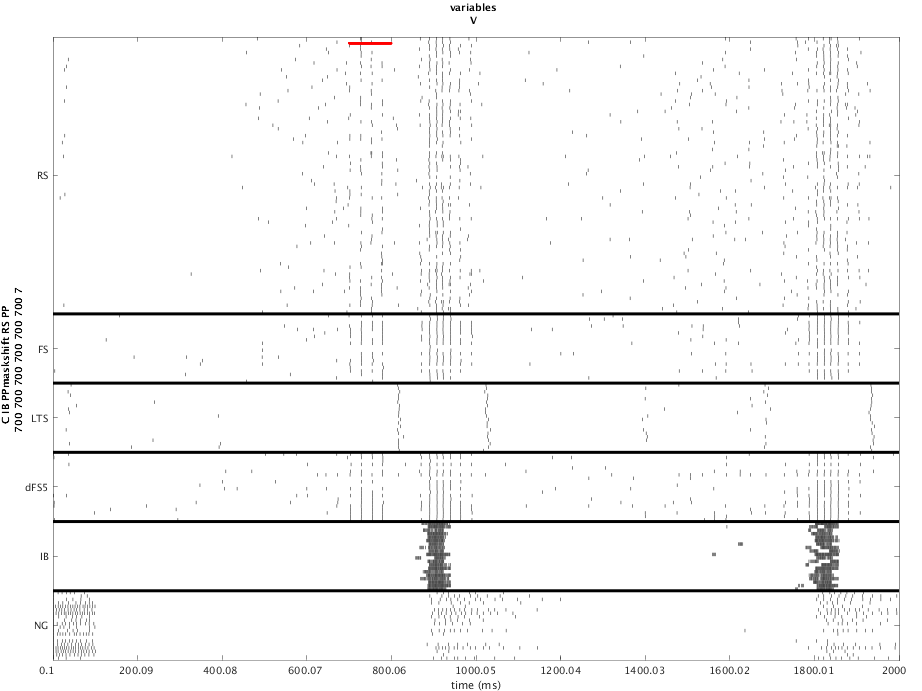 variables
V
C IB PPmaskshift RS PP
700 700 700 700 700 700 7
RS
FS
LTS
dFS5
IB
NG
0.1 200.09 400.08 600.07 800.06 1000.05 1200.04 1400.03 1600.02 1800.01 2000
time (ms)